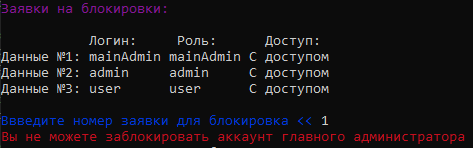 Заявки на блокировки:
Логин: Роль: Доступ:
Данные №1: mainAdmin mainAdmin С доступом
Данные №2: admin admin С доступом
Данные №3: user user С доступом
Ввведите номер заявки для блокировка << 1
Вы не можете заблокировать аккаунт главного администратора